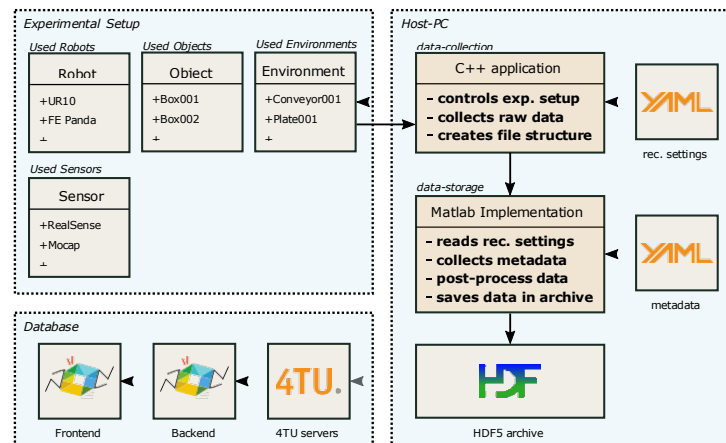 Experimental Setup
Used Robots
Robot
+UR10
+FE Panda
+
Used Objects
Object
+Box001
+Box002
+
Used Environments
Environment
+Conveyor001
+Plate001
+
Used Sensors
Sensor
+RealSense
+Mocap
+
Host-PC
data-collection
C++ application
- controls exp. setup
- collects raw data
- creates file structure
YAML
rec. settings
data-storage
Matlab Implementation
- reads rec. settings
- collects metadata
- post-process data
- saves data in archive
YAML
metadata
HDF
HDF5 archive
Database
Frontend
Backend
4TU.
4TU servers